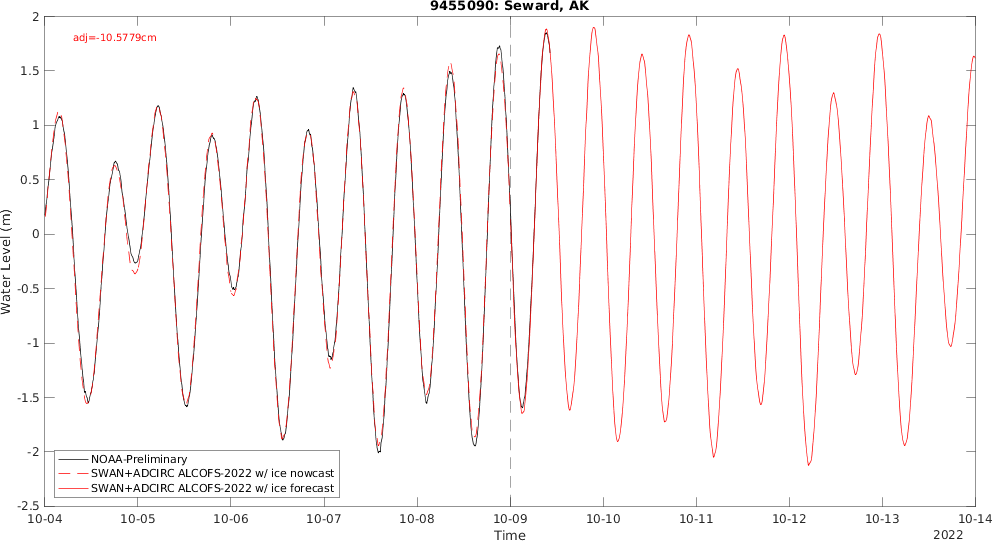 9455090: Seward, AK
adj=-10.5779cm
2
1.5
1
0.5
0
-0.5
-1
-1.5
-2
-2.5
Water Level (m)
NOAA-Preliminary
SWAN+ADCIRC ALCOFS-2022 w/ ice nowcast
SWAN+ADCIRC ALCOFS-2022 w/ ice forecast
10-04 10-05 10-06 10-07 10-08 10-09 10-10 10-11 10-12 10-13 10-14
Time
2022